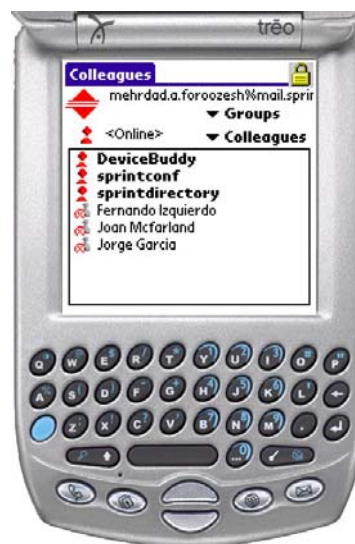 trēo
Colleagues
mehrdad.a.foroozesh%mail.sprir
Groups
<Online>
Colleagues
DeviceBuddy
sprintconf
sprintdirectory
Fernando Izquierdo
Joan Mcfarland
Jorge Garcia
Q W E R T Y U I O P
A S D F G H J K L
Z X C V B N M .
...